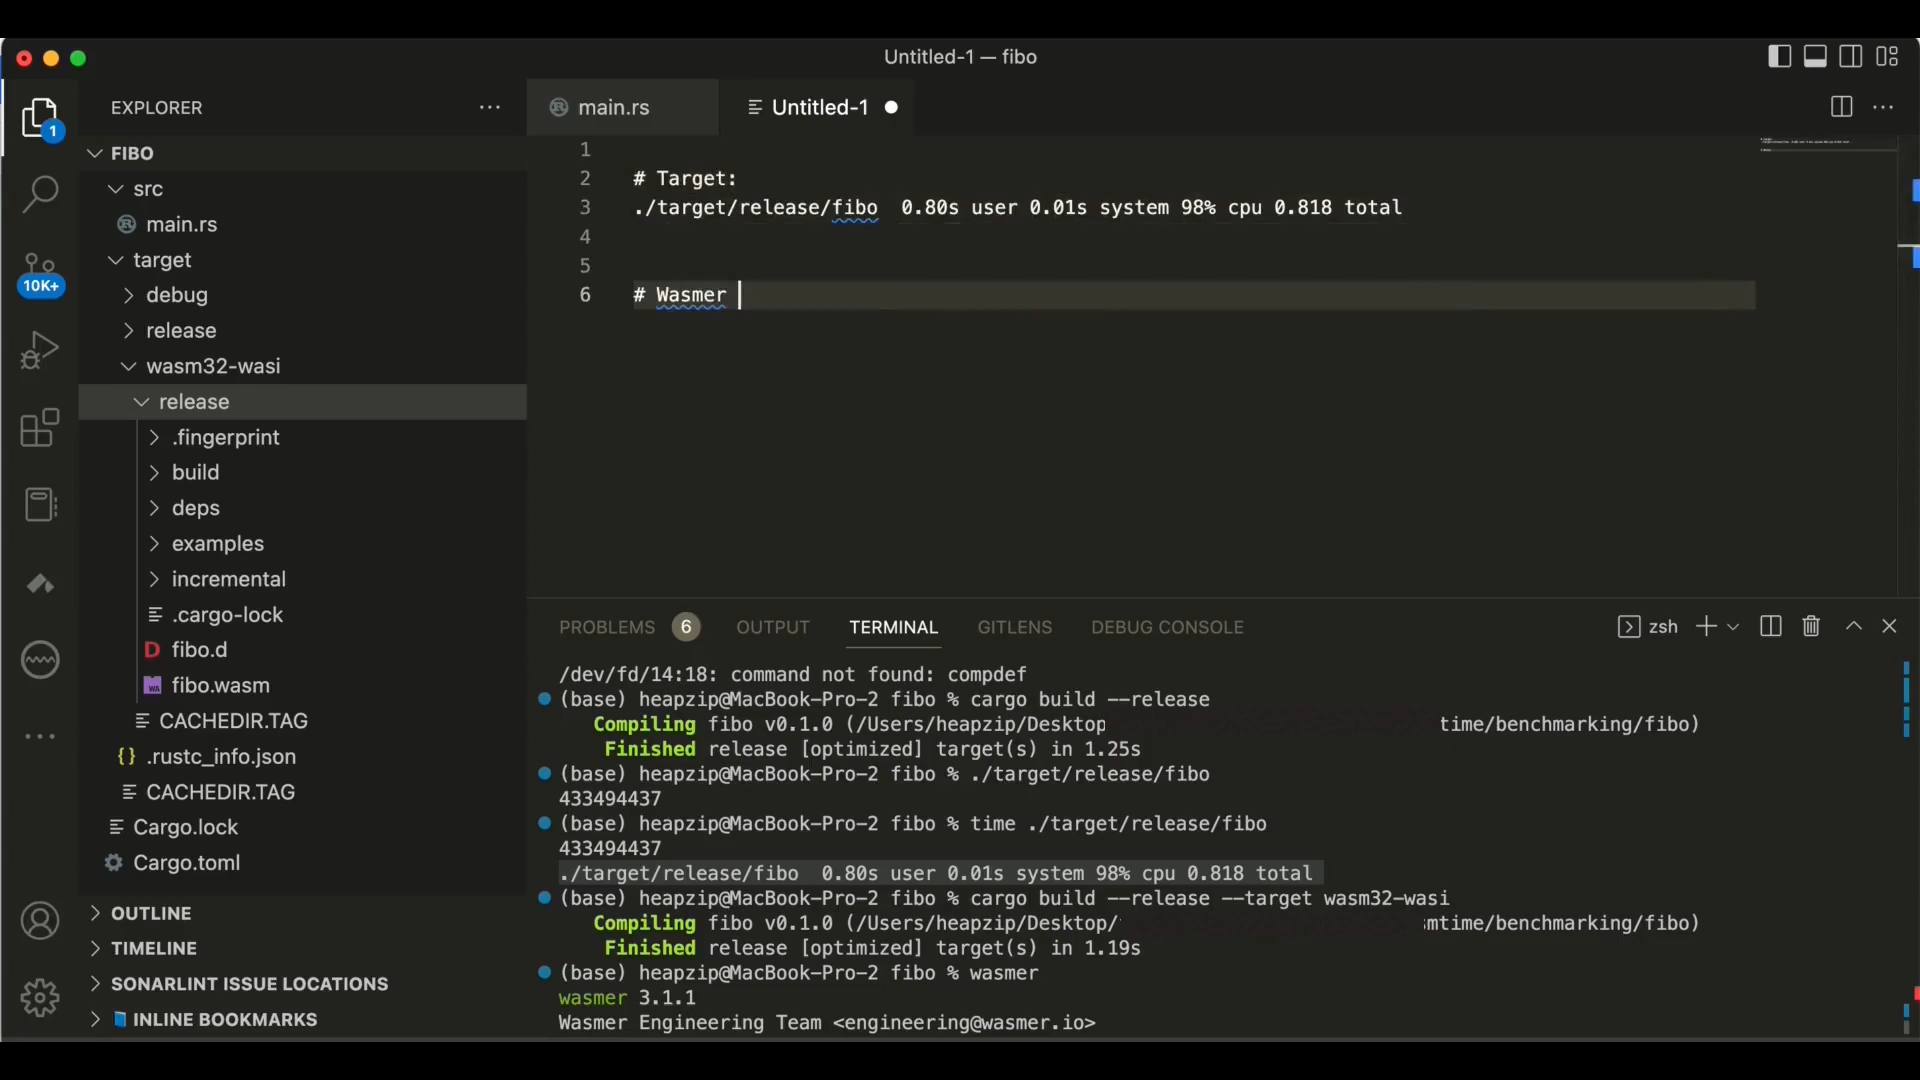 Untitled-1 — fibo
EXPLORER
1
FIBO
src
main.rs
target
debug
release
wasm32-wasi
release
.fingerprint
build
deps
examples
incremental
.cargo-lock
fibo.d
fibo.wasm
CACHEDIR.TAG
.rustc_info.json
CACHEDIR.TAG
Cargo.lock
Cargo.toml
OUTLINE
TIMELINE
SONARLINT ISSUE LOCATIONS
INLINE BOOKMARKS
10K+
main.rs
Untitled-1
1
2 # Target:
3 ./target/release/fibo  0.80s user 0.01s system 98% cpu 0.818 total
4
5
6 # Wasmer
PROBLEMS 6 OUTPUT TERMINAL GITLENS DEBUG CONSOLE zsh
/dev/fd/14:18: command not found: compdef
(base) heapzip@MacBook-Pro-2 fibo % cargo build --release
Compiling fibo v0.1.0 (/Users/heapzip/Desktop time/benchmarking/fibo)
Finished release [optimized] target(s) in 1.25s
(base) heapzip@MacBook-Pro-2 fibo % ./target/release/fibo
433494437
(base) heapzip@MacBook-Pro-2 fibo % time ./target/release/fibo
433494437
./target/release/fibo  0.80s user 0.01s system 98% cpu 0.818 total
(base) heapzip@MacBook-Pro-2 fibo % cargo build --release --target wasm32-wasi
Compiling fibo v0.1.0 (/Users/heapzip/Desktop/ mtime/benchmarking/fibo)
Finished release [optimized] target(s) in 1.19s
(base) heapzip@MacBook-Pro-2 fibo % wasmer
wasmer 3.1.1
Wasmer Engineering Team <engineering@wasmer.io>